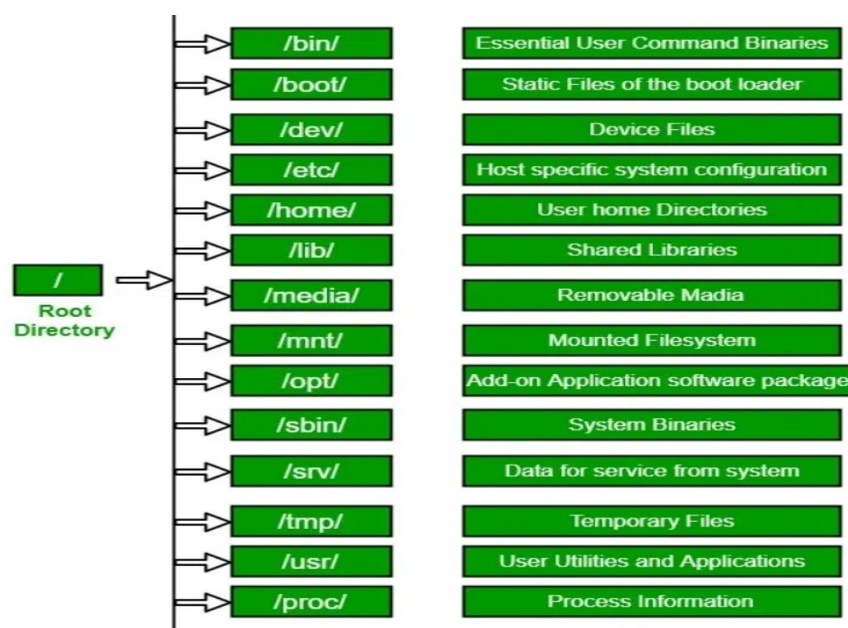 /bin/ Essential User Command Binaries
/boot/ Static Files of the boot loader
/dev/ Device Files
/etc/ Host specific system configuration
/home/ User home Directories
/lib/ Shared Libraries
/
Root
Directory
/media/ Removable Madia
/mnt/ Mounted Filesystem
/opt/ Add-on Application software package
/sbin/ System Binaries
/srv/ Data for service from system
/tmp/ Temporary Files
/usr/ User Utilities and Applications
/proc/ Process Information